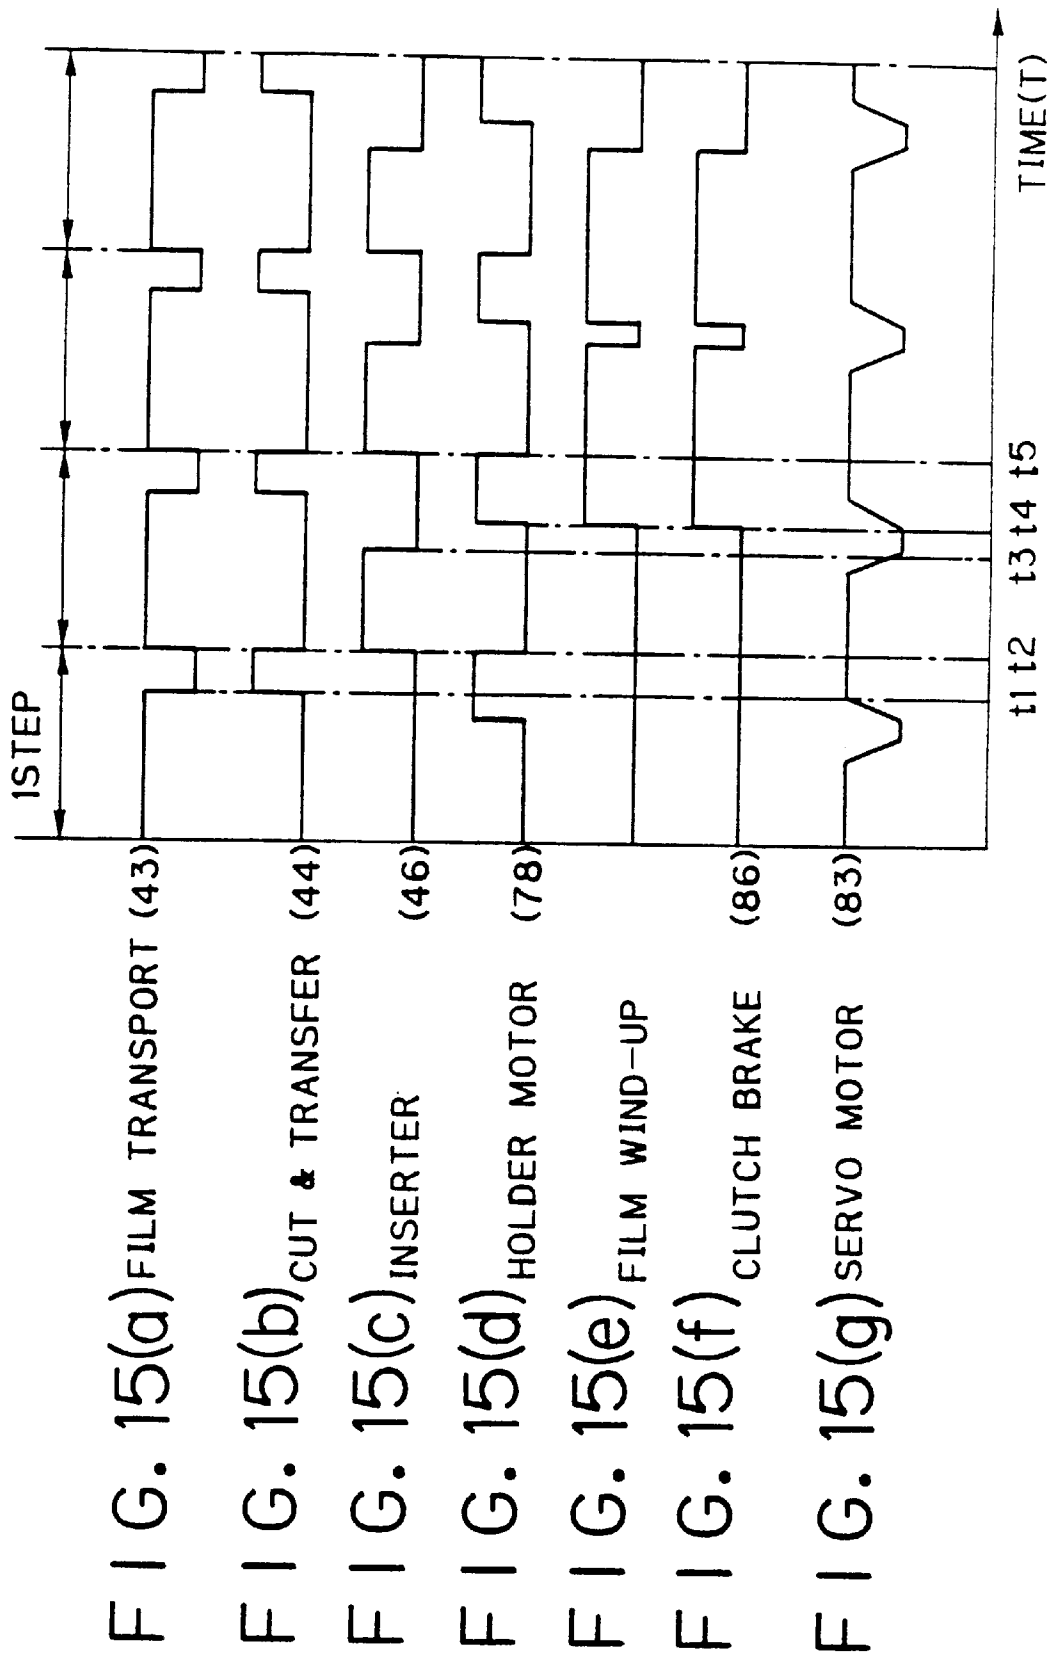 1STEP
FIG. 15(a) FILM TRANSPORT (43)
FIG. 15(b) CUT & TRANSFER (44)
FIG. 15(c) INSERTER (46)
FIG. 15(d) HOLDER MOTOR (78)
FIG. 15(e) FILM WIND-UP
FIG. 15(f) CLUTCH BRAKE (86)
FIG. 15(g) SERVO MOTOR (83)
t1 t2 t3 t4 t5
TIME(T)